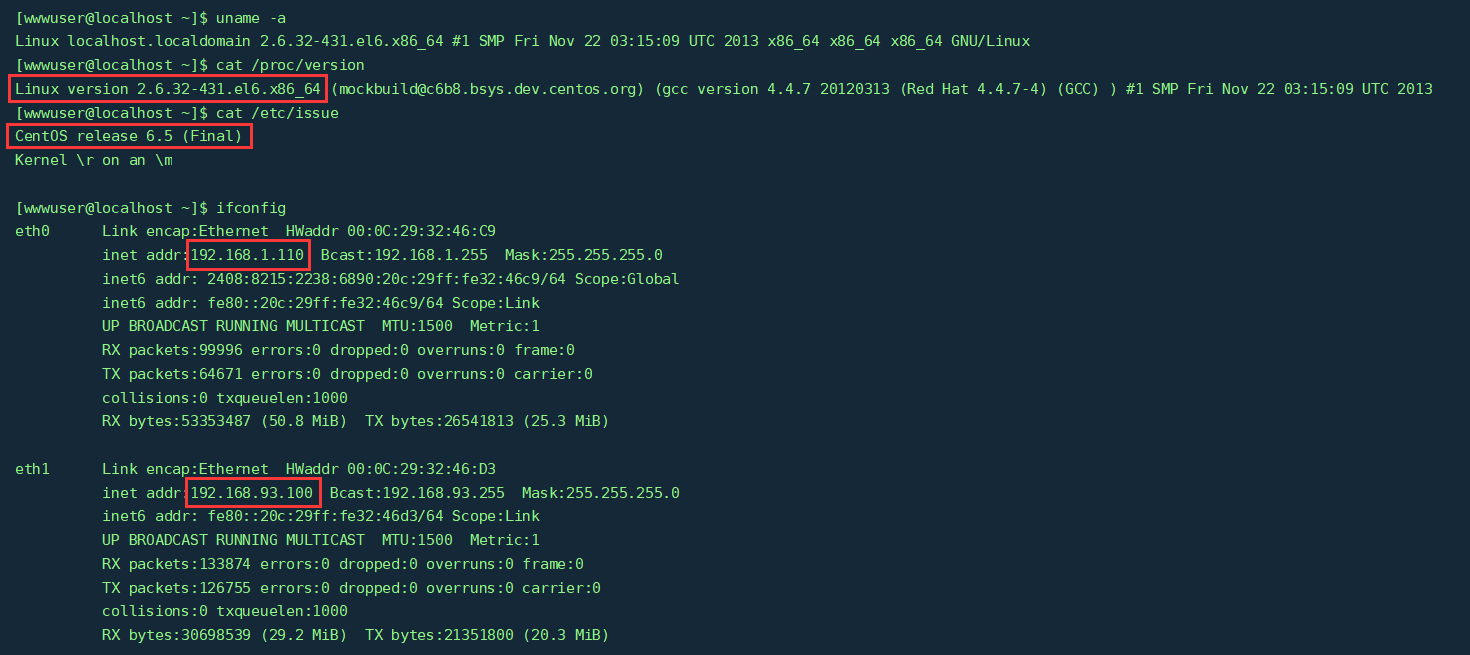 [wwwuser@localhost ~]$ uname -a
Linux localhost.localdomain 2.6.32-431.el6.x86_64 #1 SMP Fri Nov 22 03:15:09 UTC 2013 x86_64 x86_64 x86_64 GNU/Linux
[wwwuser@localhost ~]$ cat /proc/version
Linux version 2.6.32-431.el6.x86_64 (mockbuild@c6b8.bsys.dev.centos.org) (gcc version 4.4.7 20120313 (Red Hat 4.4.7-4) (GCC) ) #1 SMP Fri Nov 22 03:15:09 UTC 2013
[wwwuser@localhost ~]$ cat /etc/issue
CentOS release 6.5 (Final)
Kernel \r on an \m
[wwwuser@localhost ~]$ ifconfig
eth0      Link encap:Ethernet  HWaddr 00:0C:29:32:46:C9
          inet addr:192.168.1.110  Bcast:192.168.1.255  Mask:255.255.255.0
          inet6 addr: 2408:8215:2238:6890:20c:29ff:fe32:46c9/64 Scope:Global
          inet6 addr: fe80::20c:29ff:fe32:46c9/64 Scope:Link
          UP BROADCAST RUNNING MULTICAST  MTU:1500  Metric:1
          RX packets:99996 errors:0 dropped:0 overruns:0 frame:0
          TX packets:64671 errors:0 dropped:0 overruns:0 carrier:0
          collisions:0 txqueuelen:1000
          RX bytes:53353487 (50.8 MiB)  TX bytes:26541813 (25.3 MiB)
eth1      Link encap:Ethernet  HWaddr 00:0C:29:32:46:D3
          inet addr:192.168.93.100  Bcast:192.168.93.255  Mask:255.255.255.0
          inet6 addr: fe80::20c:29ff:fe32:46d3/64 Scope:Link
          UP BROADCAST RUNNING MULTICAST  MTU:1500  Metric:1
          RX packets:133874 errors:0 dropped:0 overruns:0 frame:0
          TX packets:126755 errors:0 dropped:0 overruns:0 carrier:0
          collisions:0 txqueuelen:1000
          RX bytes:30698539 (29.2 MiB)  TX bytes:21351800 (20.3 MiB)